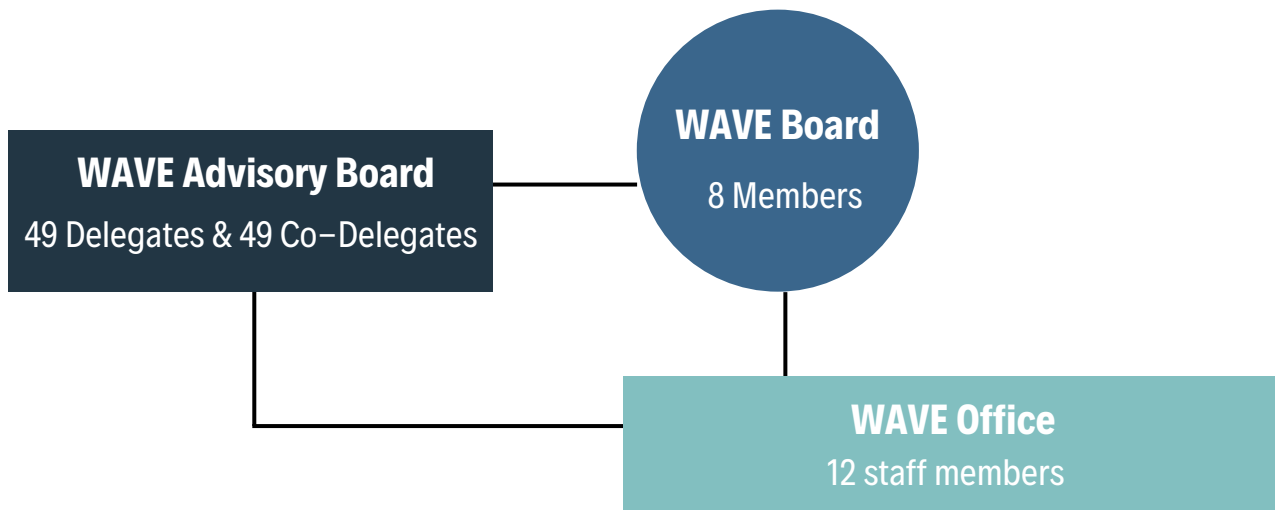 WAVE Board
8 Members
WAVE Advisory Board
49 Delegates & 49 Co–Delegates
WAVE Office
12 staff members